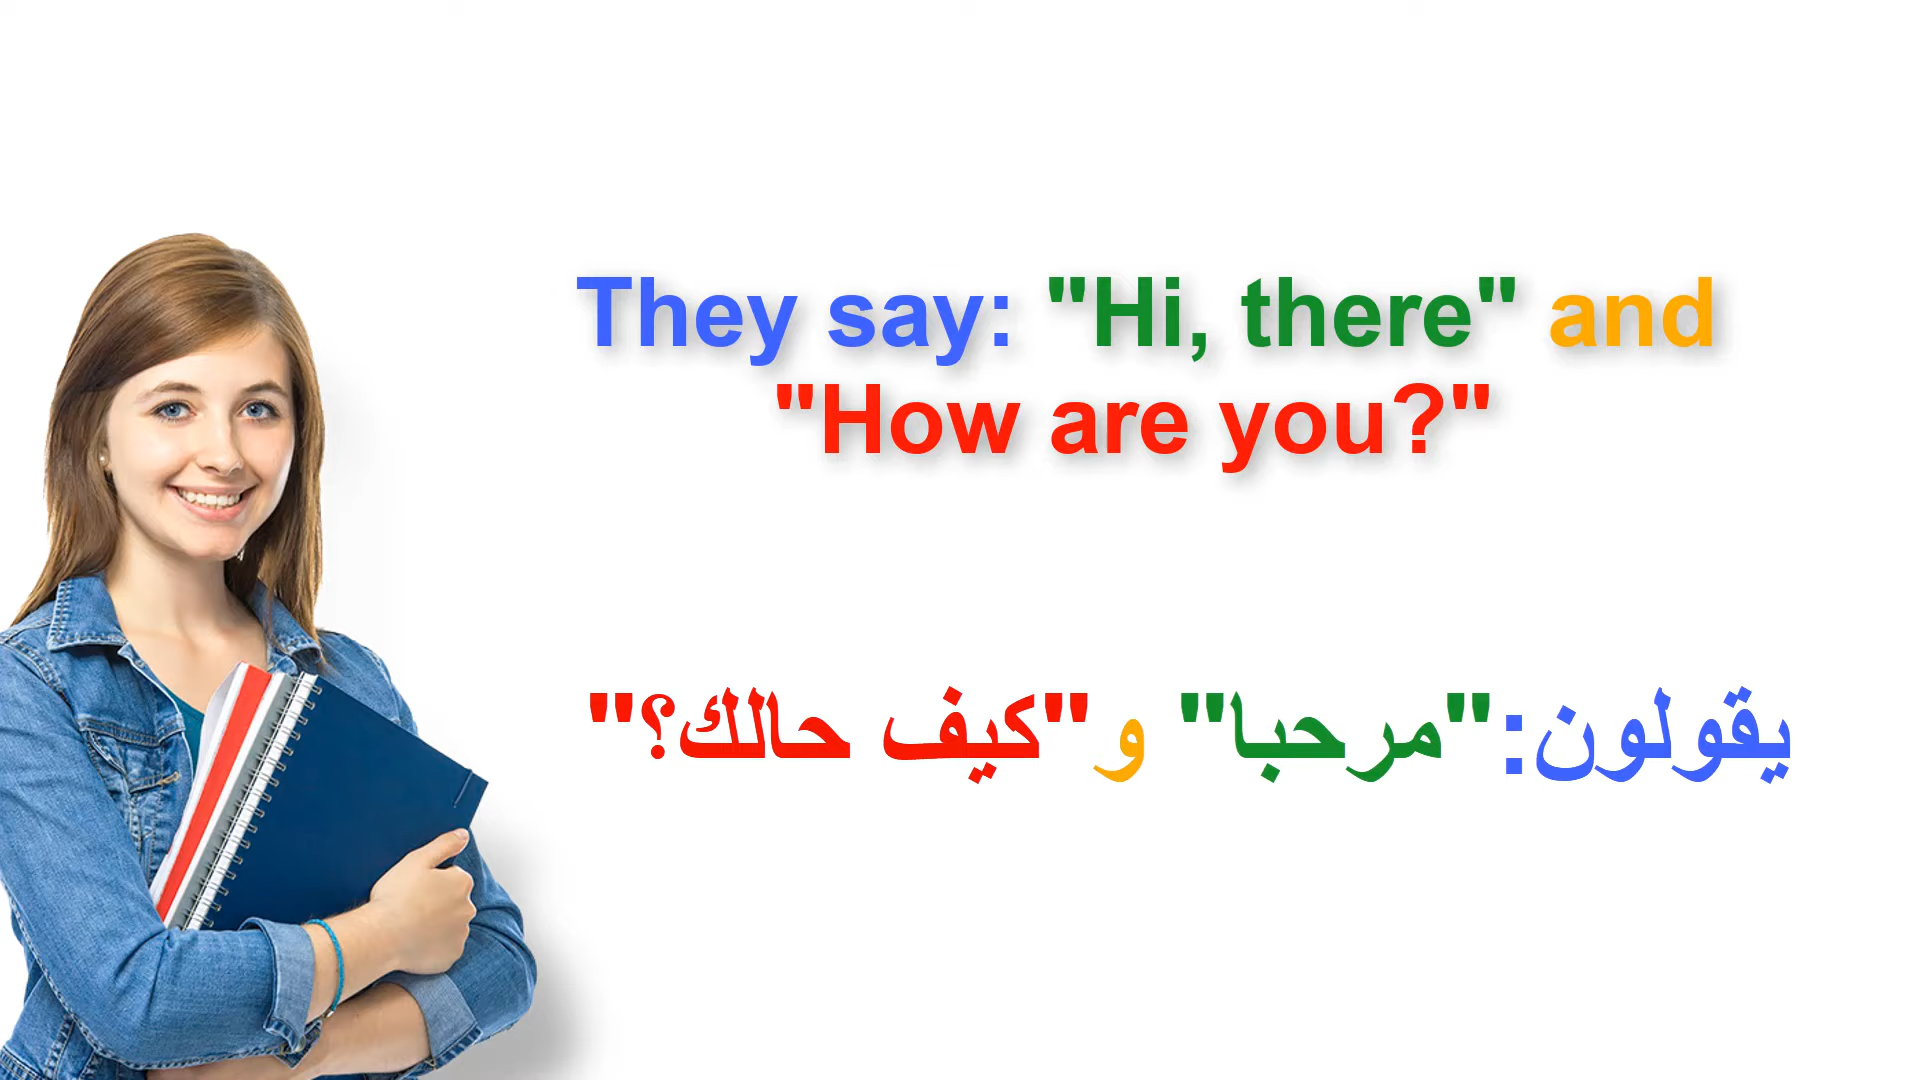 They say: "Hi, there" and
"How are you?"
يقولون:"مرحبا" و"كيف حالك؟"